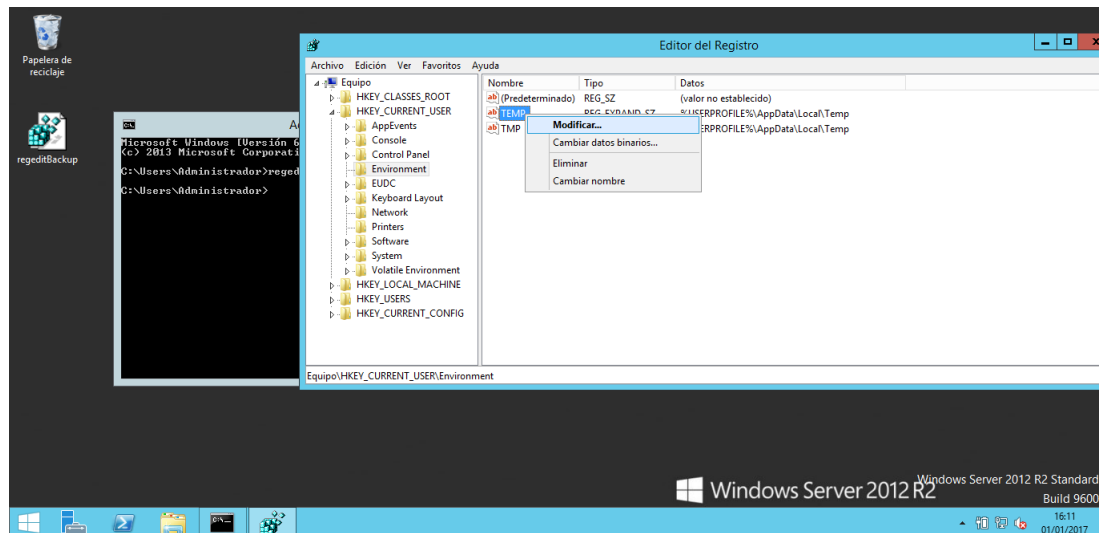 Papelera de
reciclaje
regeditBackup
Microsoft Windows [Versión 6
(c) 2013 Microsoft Corporati
C:\Users\Administrador>reged
C:\Users\Administrador>
Editor del Registro
Archivo Edición Ver Favoritos Ayuda
Equipo
HKEY_CLASSES_ROOT
HKEY_CURRENT_USER
AppEvents
Console
Control Panel
Environment
EUDC
Keyboard Layout
Network
Printers
Software
System
Volatile Environment
HKEY_LOCAL_MACHINE
HKEY_USERS
HKEY_CURRENT_CONFIG
Nombre Tipo Datos
(Predeterminado) REG_SZ (valor no establecido)
TEMP REG_EXPAND_SZ %USERPROFILE%\AppData\Local\Temp
TMP ERPROFILE%\AppData\Local\Temp
Modificar...
Cambiar datos binarios...
Eliminar
Cambiar nombre
Equipo\HKEY_CURRENT_USER\Environment
Windows Server 2012 R2
Windows Server 2012 R2 Standard
Build 9600
16:11
01/01/2017